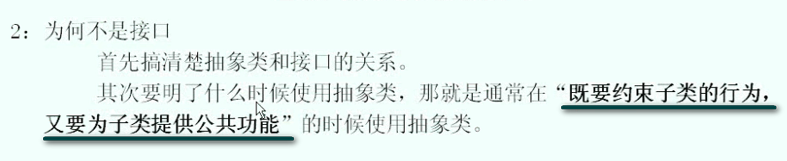 2：为何不是接口
首先搞清楚抽象类和接口的关系。
其次要明了什么时候使用抽象类，那就是通常在“既要约束子类的行为，
又要为子类提供公共功能”的时候使用抽象类。